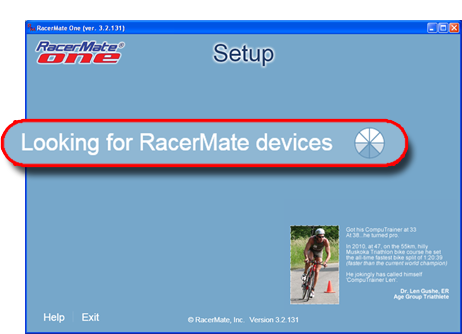 RacerMate One (ver. 3.2.131)
RacerMate®
one
Setup
Looking for RacerMate devices
Got his CompuTrainer at 33
At 38, he turned pro.
In 2010, at 47, on the 55km, hilly
Muskoka Triathlon bike course he set
the all-time fastest bike split of 1:20:39.
(faster than the current world champion)
He jokingly has called himself
'CompuTrainer Len'.
Dr. Len Gushe, ER
Age Group Triathlete
Help
Exit
© RacerMate, Inc. Version 3.2.131